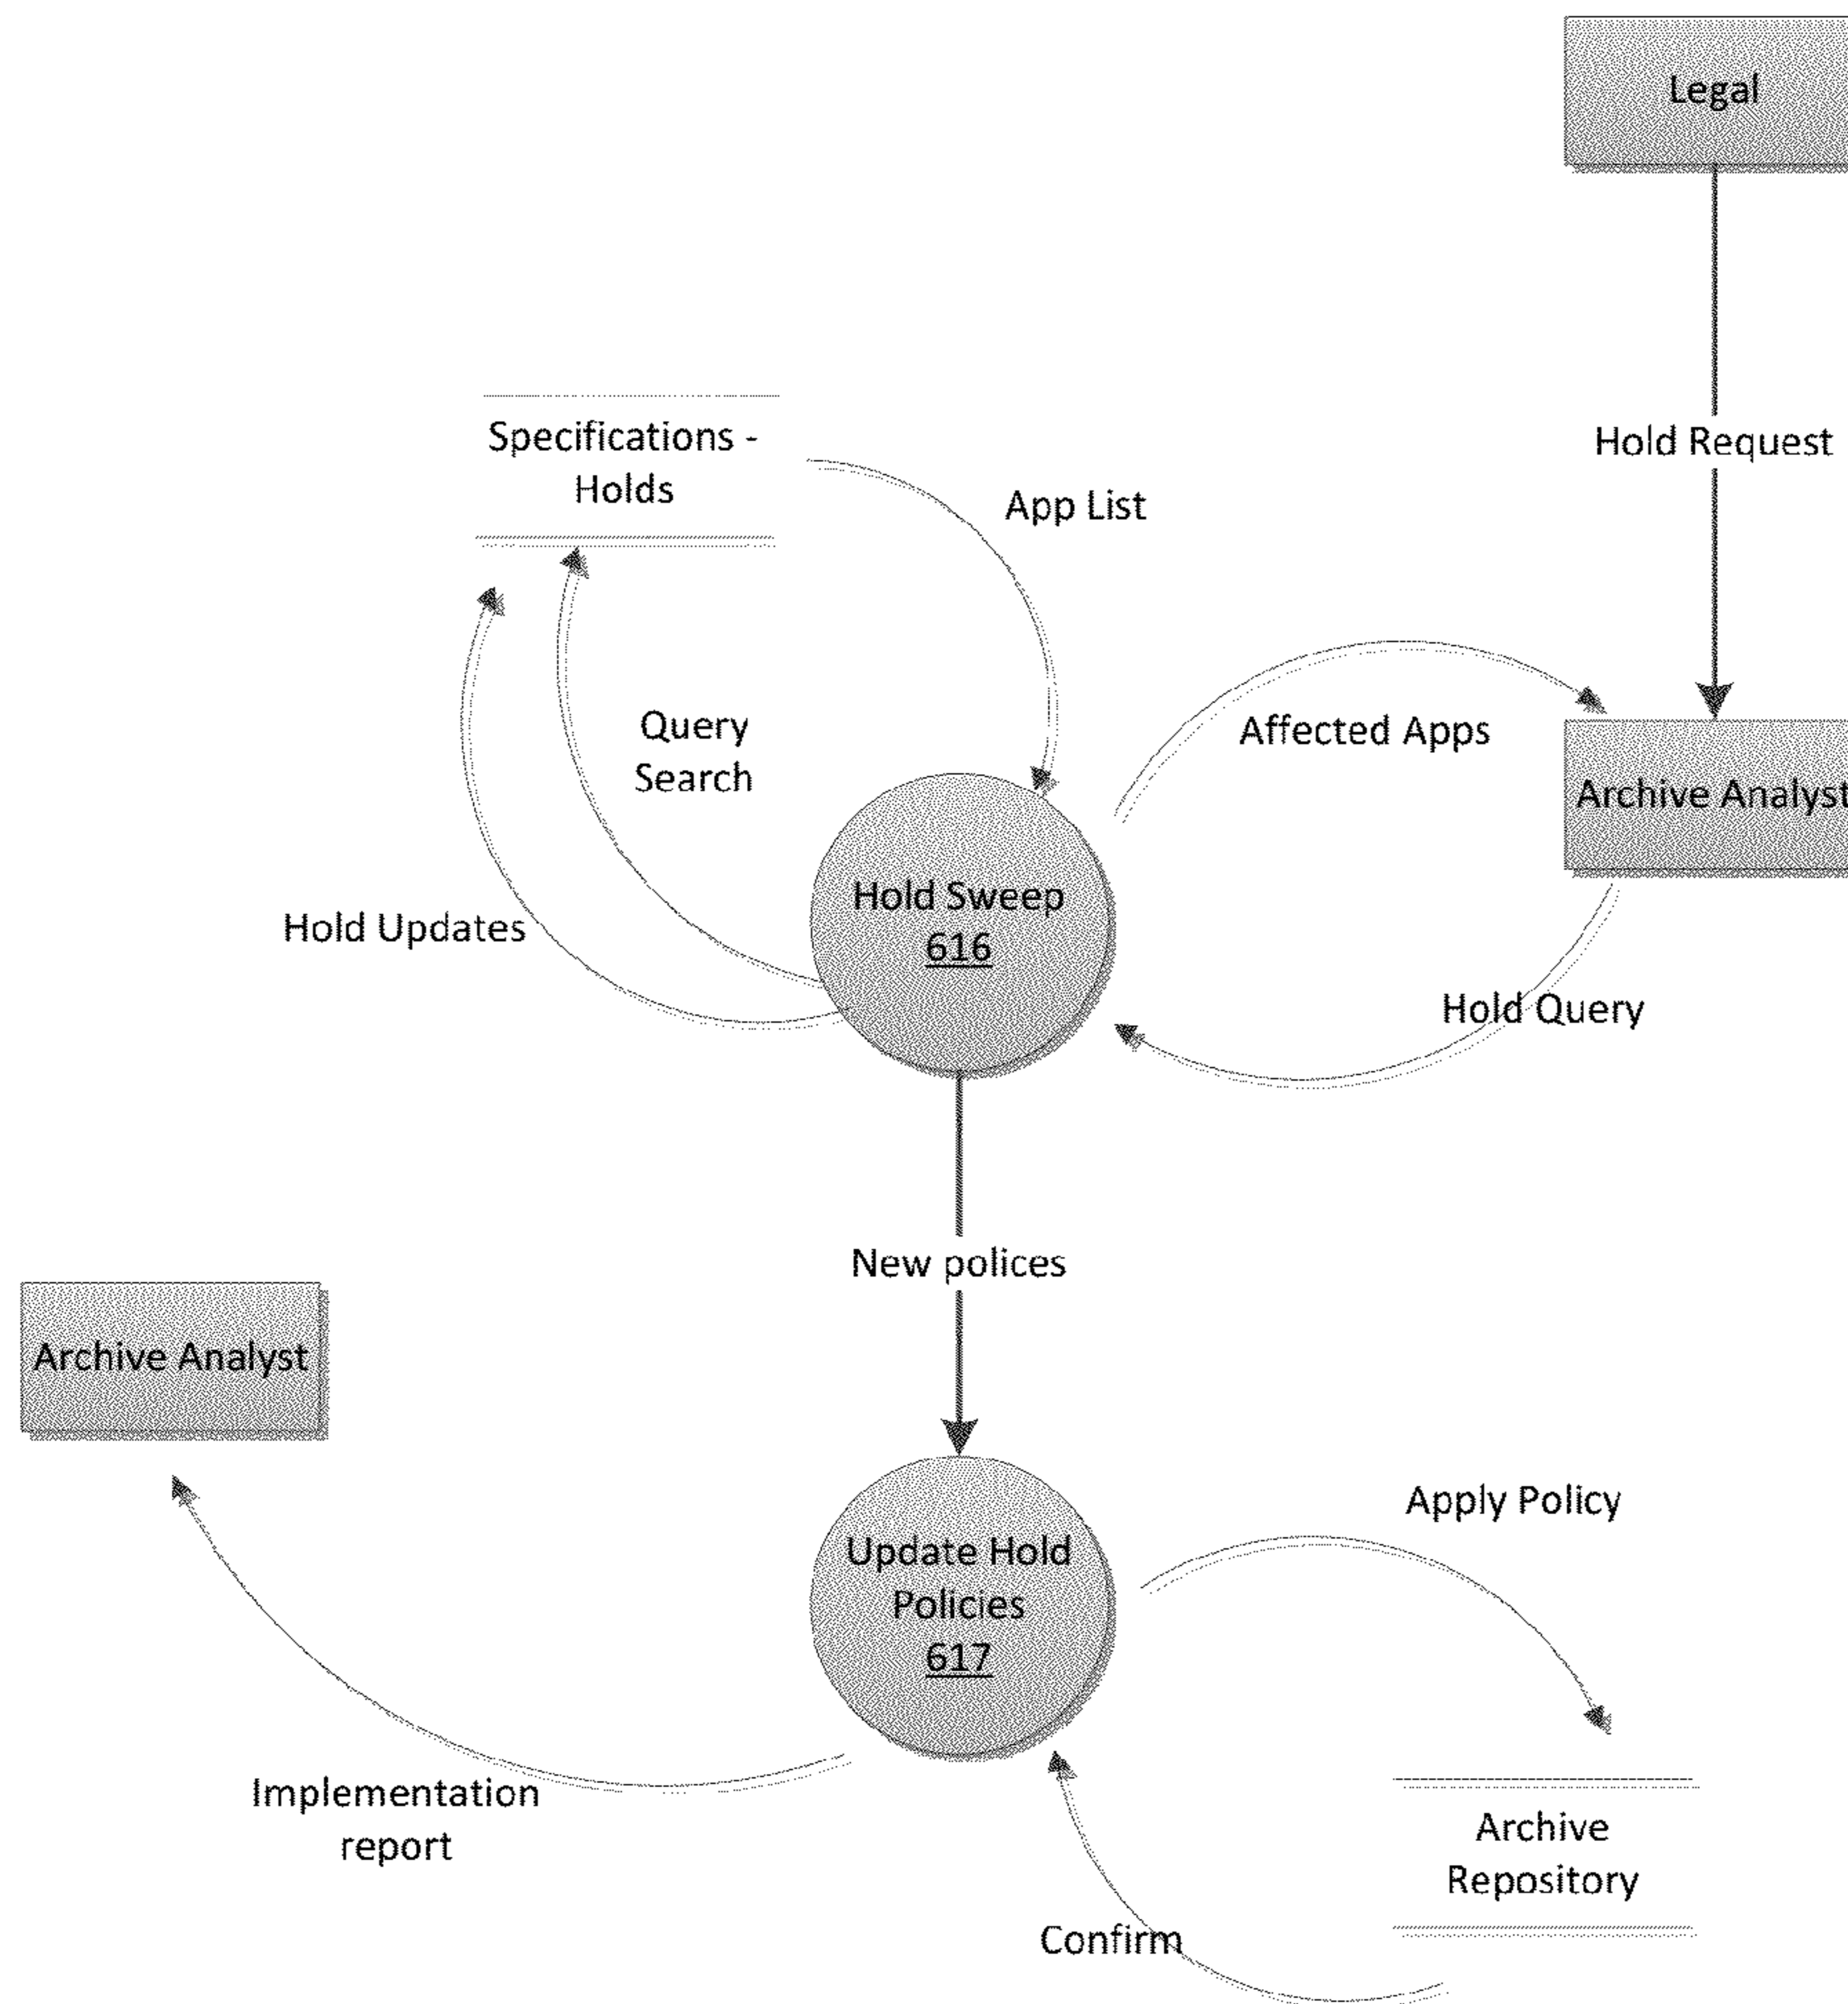 Legal
Hold Request
Specifications -
Holds
App List
Query
Search
Affected Apps
Archive Analyst
Hold Sweep
616
Hold Updates
Hold Query
New polices
Archive Analyst
Update Hold
Policies
617
Apply Policy
Implementation
report
Archive
Repository
Confirm